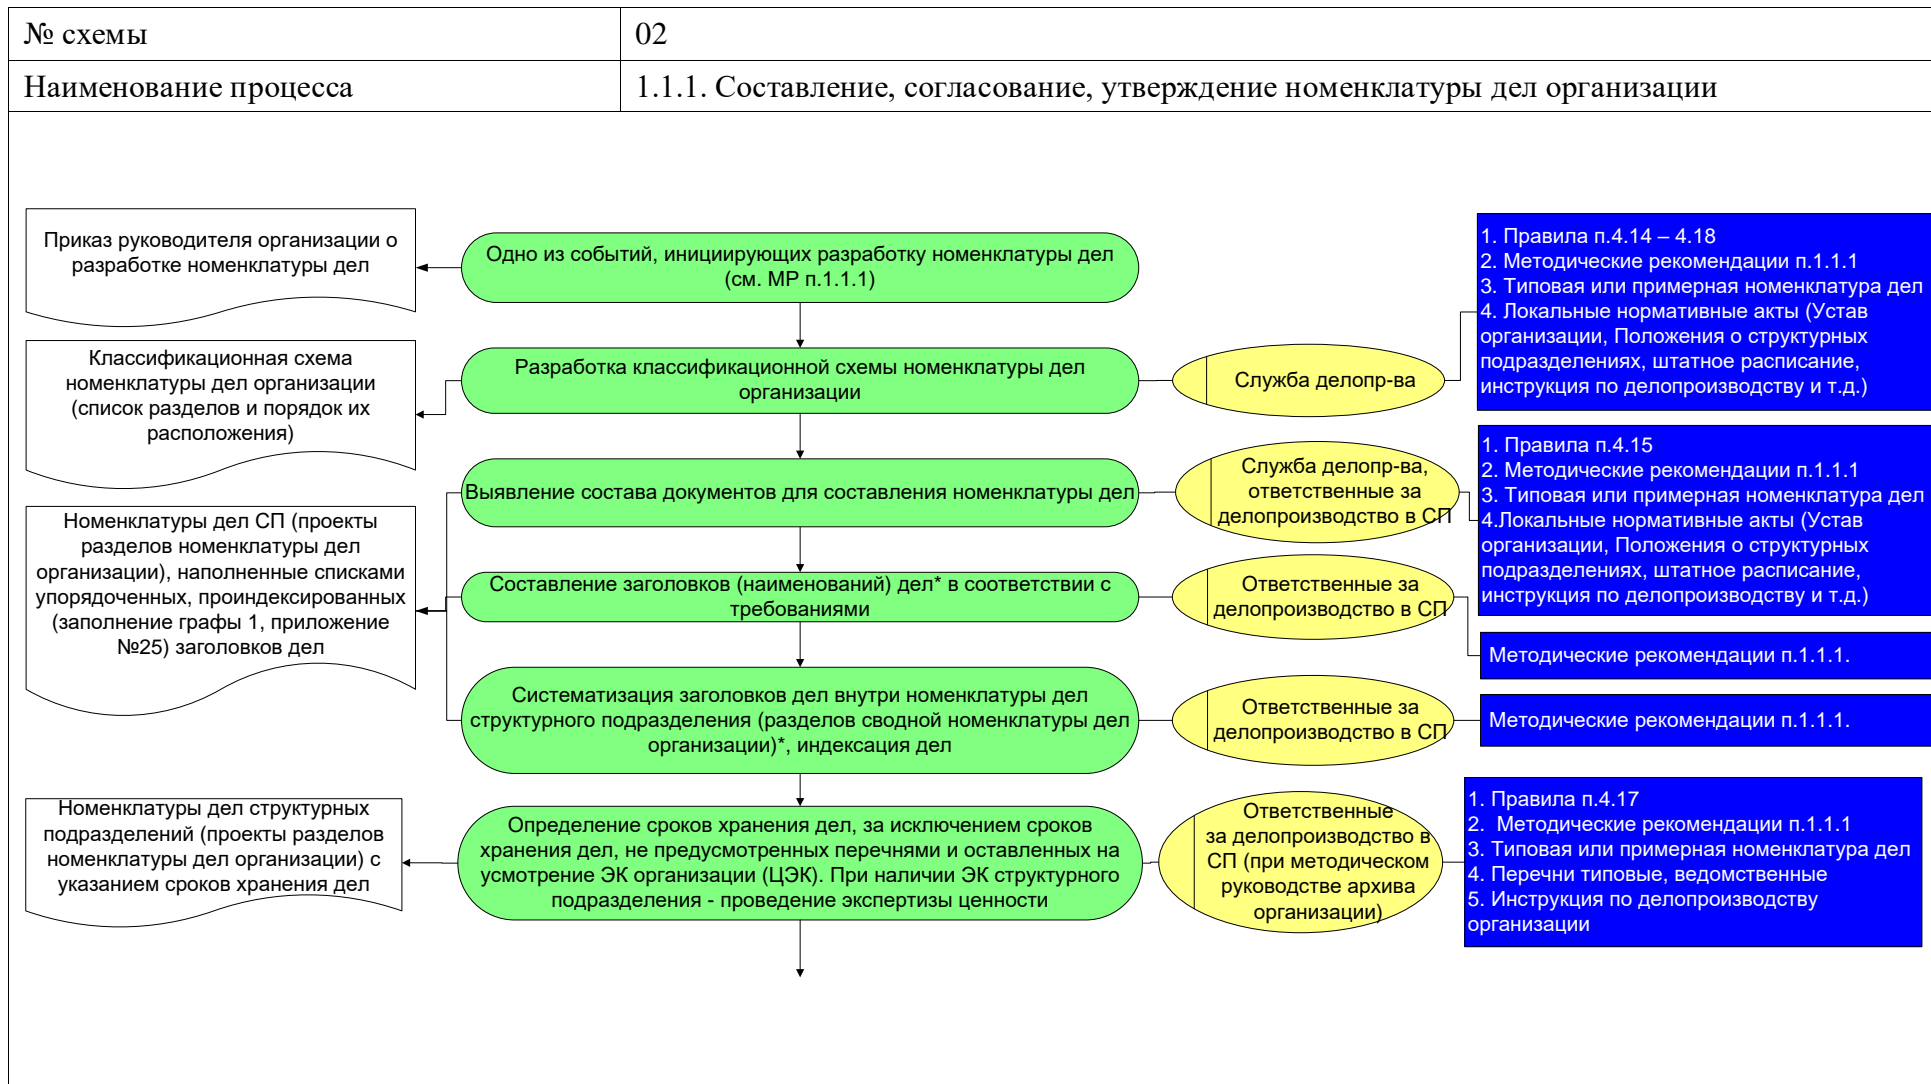 № схемы
02
Наименование процесса
1.1.1. Составление, согласование, утверждение номенклатуры дел организации
Приказ руководителя организации о
разработке номенклатуры дел
Одно из событий, инициирующих разработку номенклатуры дел
(см. МР п.1.1.1)
1. Правила п.4.14 – 4.18
2. Методические рекомендации п.1.1.1
3. Типовая или примерная номенклатура дел
4. Локальные нормативные акты (Устав
организации, Положения о структурных
подразделениях, штатное расписание,
инструкция по делопроизводству и т.д.)
Классификационная схема
номенклатуры дел организации
(список разделов и порядок их
расположения)
Разработка классификационной схемы номенклатуры дел
организации
Служба делопр-ва
Выявление состава документов для составления номенклатуры дел
Служба делопр-ва,
ответственные за
делопроизводство в СП
1. Правила п.4.15
2. Методические рекомендации п.1.1.1
3. Типовая или примерная номенклатура дел
4.Локальные нормативные акты (Устав
организации, Положения о структурных
подразделениях, штатное расписание,
инструкция по делопроизводству и т.д.)
Номенклатуры дел СП (проекты
разделов номенклатуры дел
организации), наполненные списками
упорядоченных, проиндексированных
(заполнение графы 1, приложение
№25) заголовков дел
Составление заголовков (наименований) дел* в соответствии с
требованиями
Ответственные за
делопроизводство в СП
Методические рекомендации п.1.1.1.
Систематизация заголовков дел внутри номенклатуры дел
структурного подразделения (разделов сводной номенклатуры дел
организации)*, индексация дел
Ответственные за
делопроизводство в СП
Методические рекомендации п.1.1.1.
Номенклатуры дел структурных
подразделений (проекты разделов
номенклатуры дел организации) с
указанием сроков хранения дел
Определение сроков хранения дел, за исключением сроков
хранения дел, не предусмотренных перечнями и оставленных на
усмотрение ЭК организации (ЦЭК). При наличии ЭК структурного
подразделения - проведение экспертизы ценности
Ответственные
за делопроизводство в
СП (при методическом
руководстве архива
организации)
1. Правила п.4.17
2.  Методические рекомендации п.1.1.1
3. Типовая или примерная номенклатура дел
4. Перечни типовые, ведомственные
5. Инструкция по делопроизводству
организации